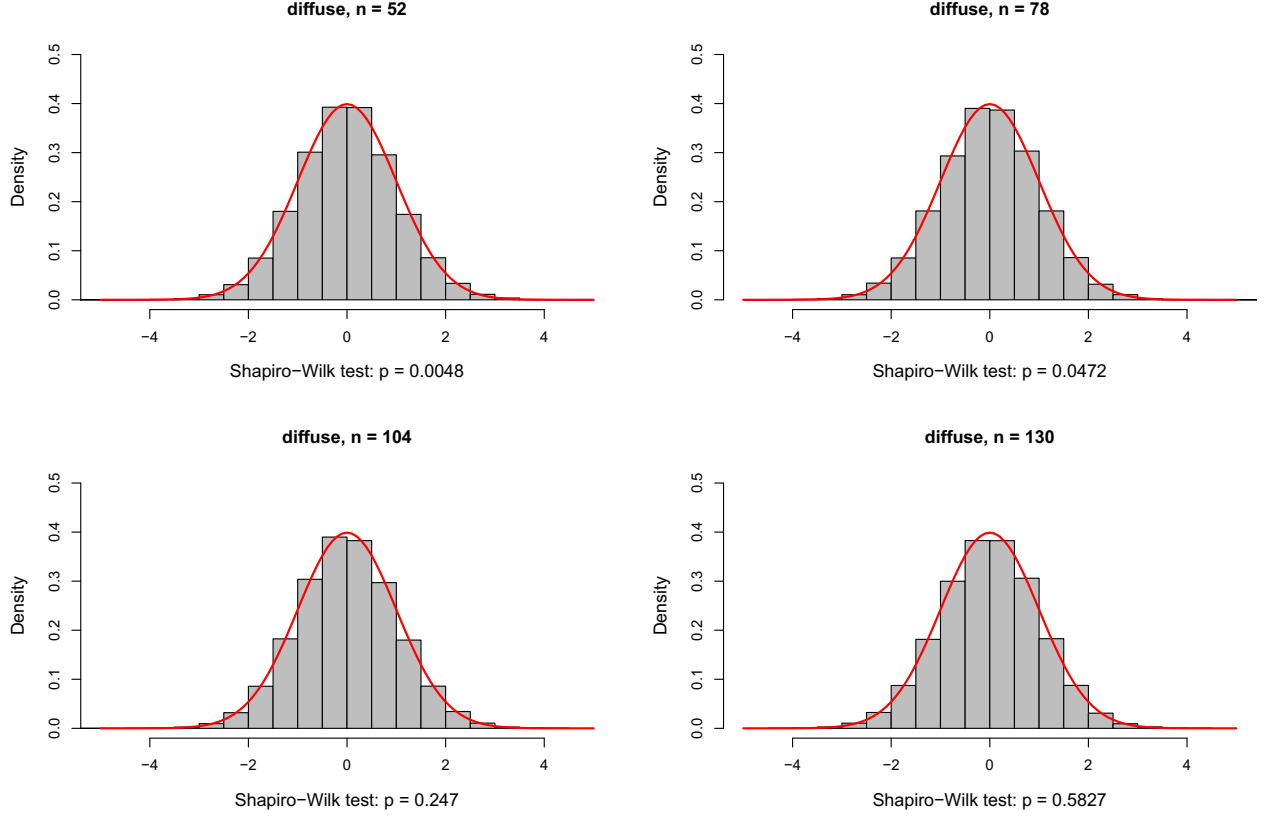 diffuse, n = 52
Density
0.0 0.1 0.2 0.3 0.4 0.5
−4 −2 0 2 4
Shapiro−Wilk test: p = 0.0048
diffuse, n = 78
Density
0.0 0.1 0.2 0.3 0.4 0.5
−4 −2 0 2 4
Shapiro−Wilk test: p = 0.0472
diffuse, n = 104
Density
0.0 0.1 0.2 0.3 0.4 0.5
−4 −2 0 2 4
Shapiro−Wilk test: p = 0.247
diffuse, n = 130
Density
0.0 0.1 0.2 0.3 0.4 0.5
−4 −2 0 2 4
Shapiro−Wilk test: p = 0.5827